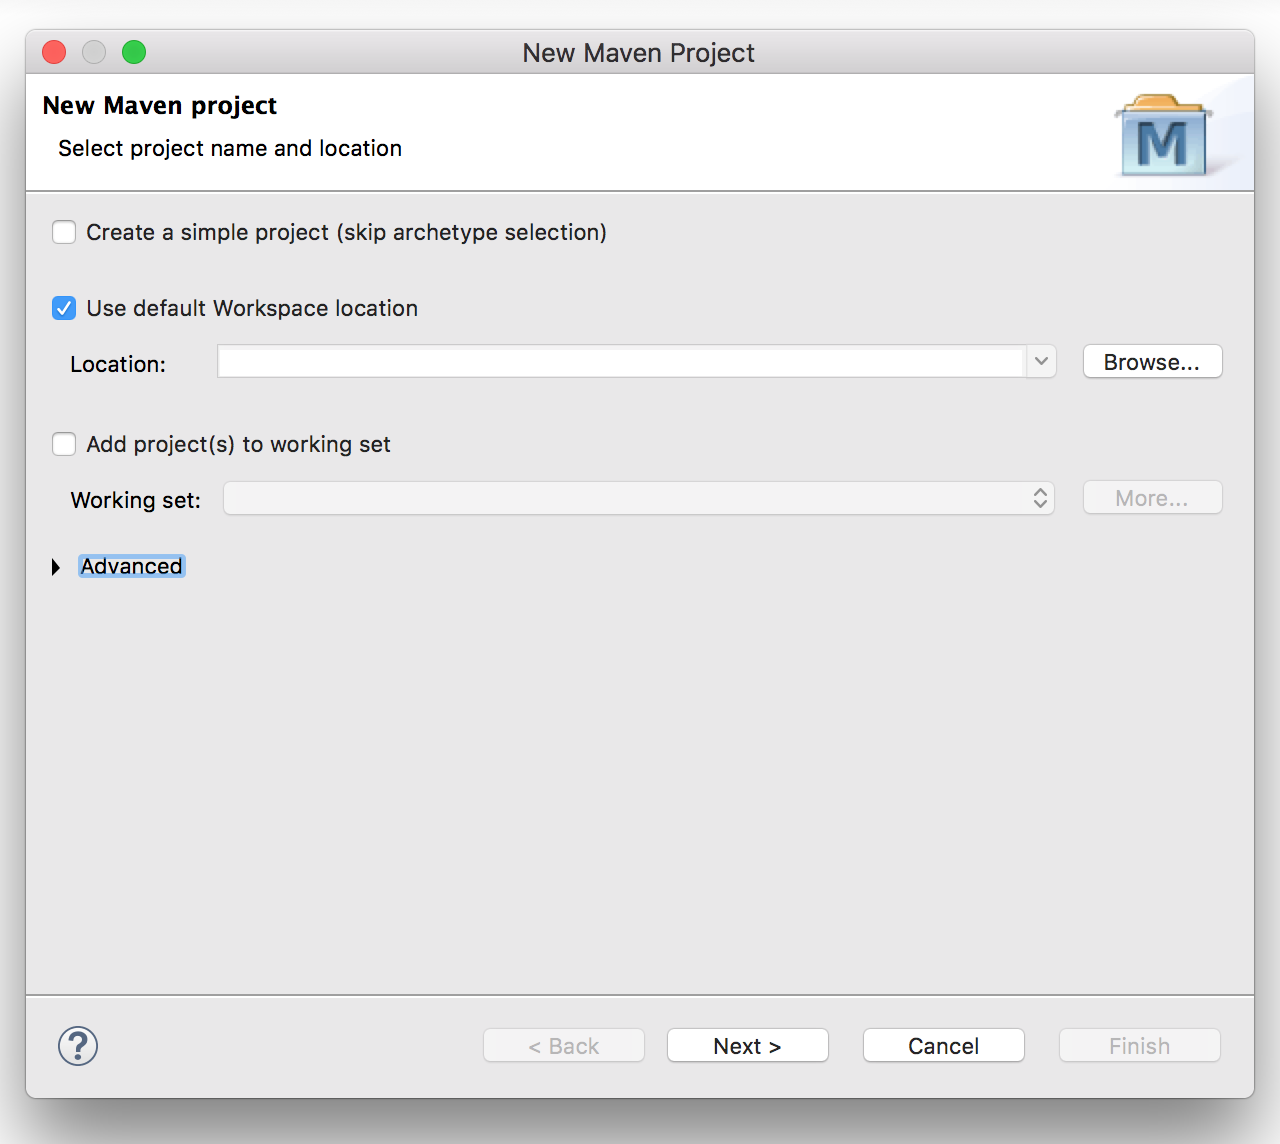 New Maven Project
New Maven project
Select project name and location
M
Create a simple project (skip archetype selection)
Use default Workspace location
Location:
Browse...
Add project(s) to working set
Working set:
More...
Advanced
?
< Back
Next >
Cancel
Finish